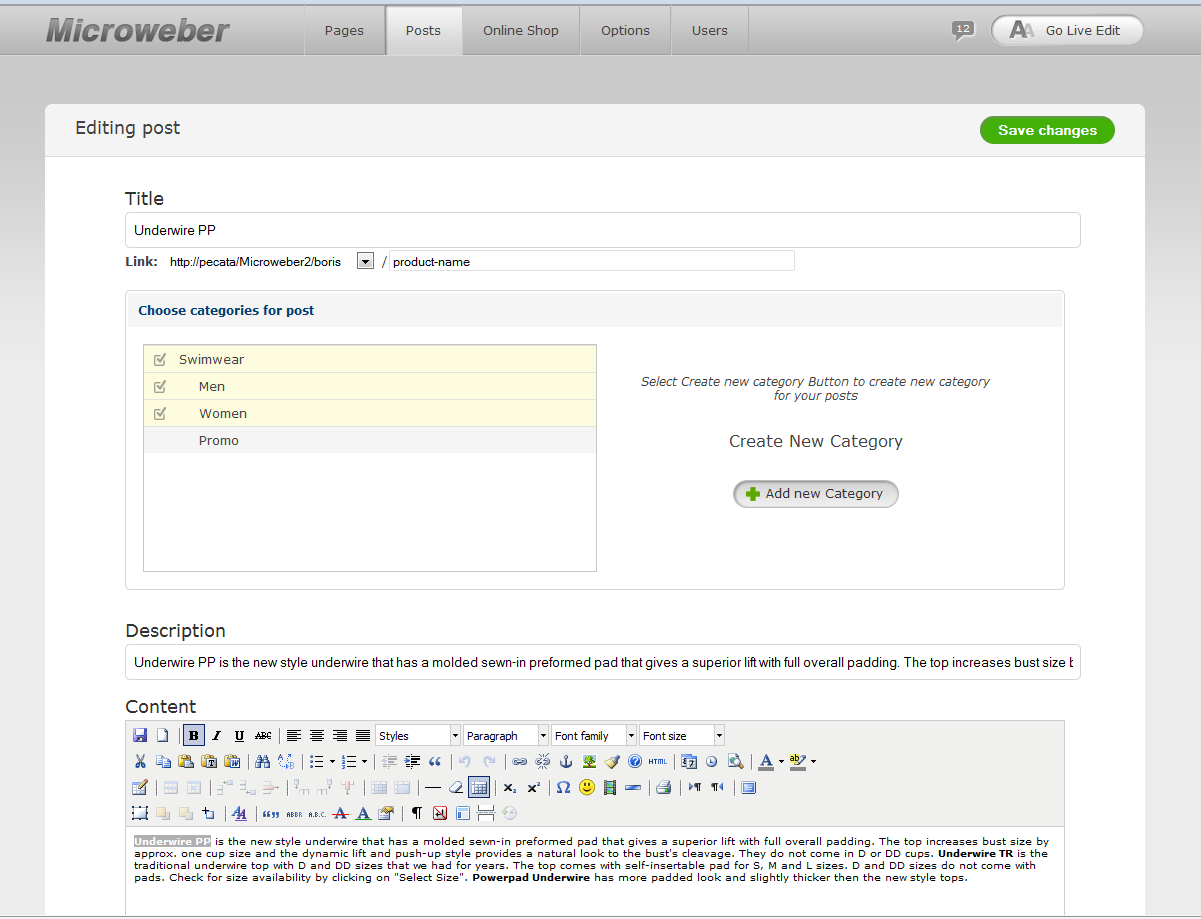 Microweber
Pages
Posts
Online Shop
Options
Users
12
Go Live Edit
Editing post
Save changes
Title
Underwire PP
Link: http://pecata/Microweber2/boris / product-name
Choose categories for post
Swimwear
Men
Women
Promo
Select Create new category Button to create new category
for your posts
Create New Category
Add new Category
Description
Underwire PP is the new style underwire that has a molded sewn-in preformed pad that gives a superior lift with full overall padding. The top increases bust size b
Content
B I U ABC Styles Paragraph Font family Font size
HTML
ABBR A.B.C.
Underwire PP is the new style underwire that has a molded sewn-in preformed pad that gives a superior lift with full overall padding. The top increases bust size by
approx. one cup size and the dynamic lift and push-up style provides a natural look to the bust's cleavage. They do not come in D or DD cups. Underwire TR is the
traditional underwire top with D and DD sizes that we had for years. The top comes with self-insertable pad for S, M and L sizes. D and DD sizes do not come with
pads. Check for size availability by clicking on "Select Size". Powerpad Underwire has more padded look and slightly thicker then the new style tops.